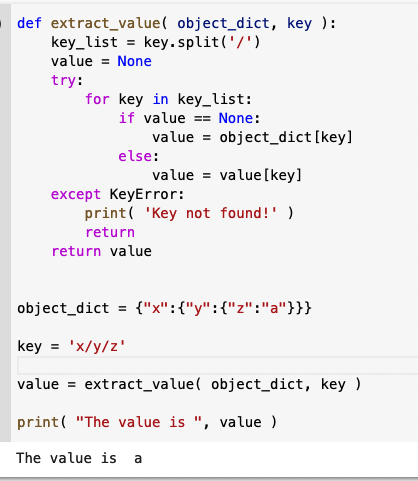 def extract_value( object_dict, key ):
    key_list = key.split('/')
    value = None
    try:
        for key in key_list:
            if value == None:
                value = object_dict[key]
            else:
                value = value[key]
    except KeyError:
        print( 'Key not found!' )
        return
    return value
object_dict = {"x":{"y":{"z":"a"}}}
key = 'x/y/z'
value = extract_value( object_dict, key )
print( "The value is ", value )
The value is  a